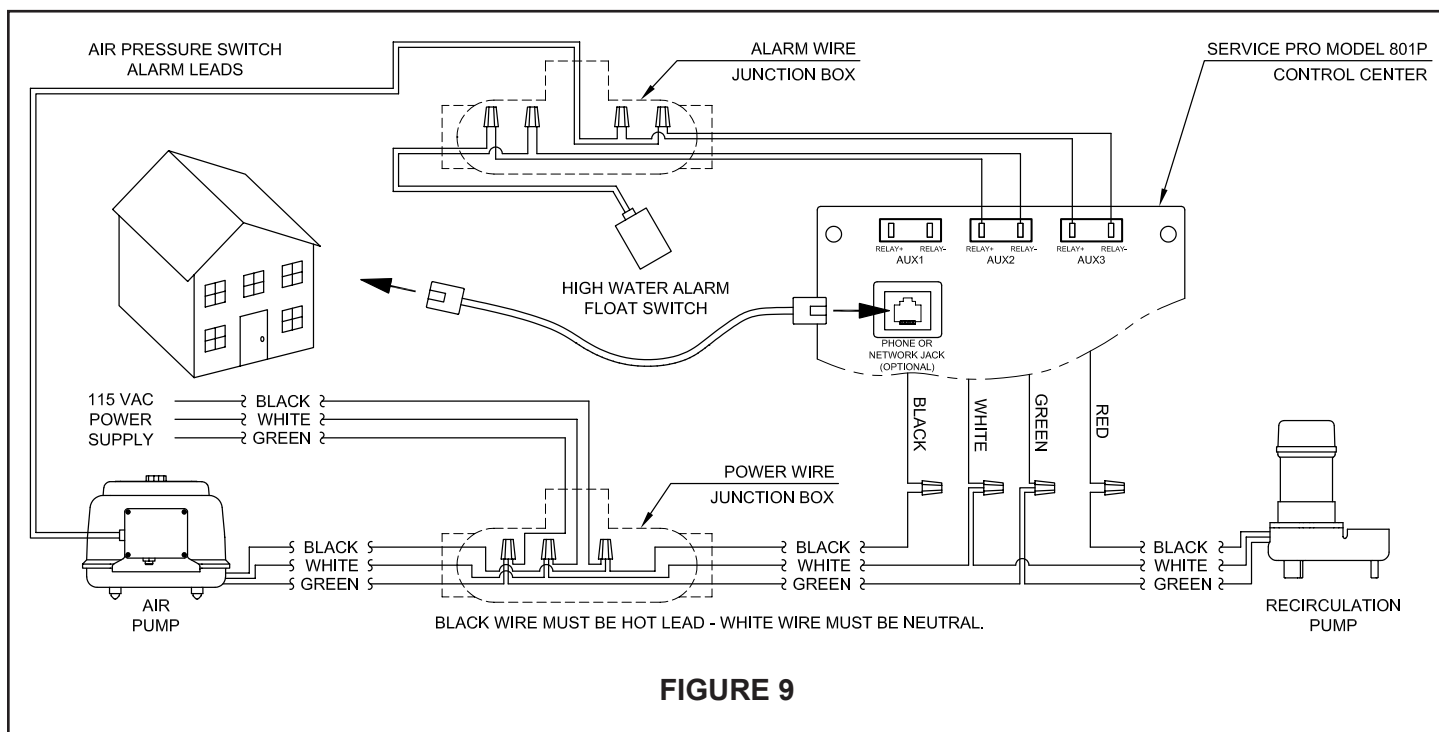 AIR PRESSURE SWITCH
ALARM LEADS
ALARM WIRE
JUNCTION BOX
SERVICE PRO MODEL 801P
CONTROL CENTER
RELAY+ RELAY-
AUX1
RELAY+ RELAY-
AUX2
RELAY+ RELAY-
AUX3
HIGH WATER ALARM
FLOAT SWITCH
PHONE OR
NETWORK JACK
(OPTIONAL)
BLACK
WHITE
GREEN
RED
115 VAC
POWER
SUPPLY
BLACK
WHITE
GREEN
POWER WIRE
JUNCTION BOX
BLACK
WHITE
GREEN
BLACK
WHITE
GREEN
BLACK
WHITE
GREEN
AIR
PUMP
RECIRCULATION
PUMP
BLACK WIRE MUST BE HOT LEAD - WHITE WIRE MUST BE NEUTRAL.
FIGURE 9